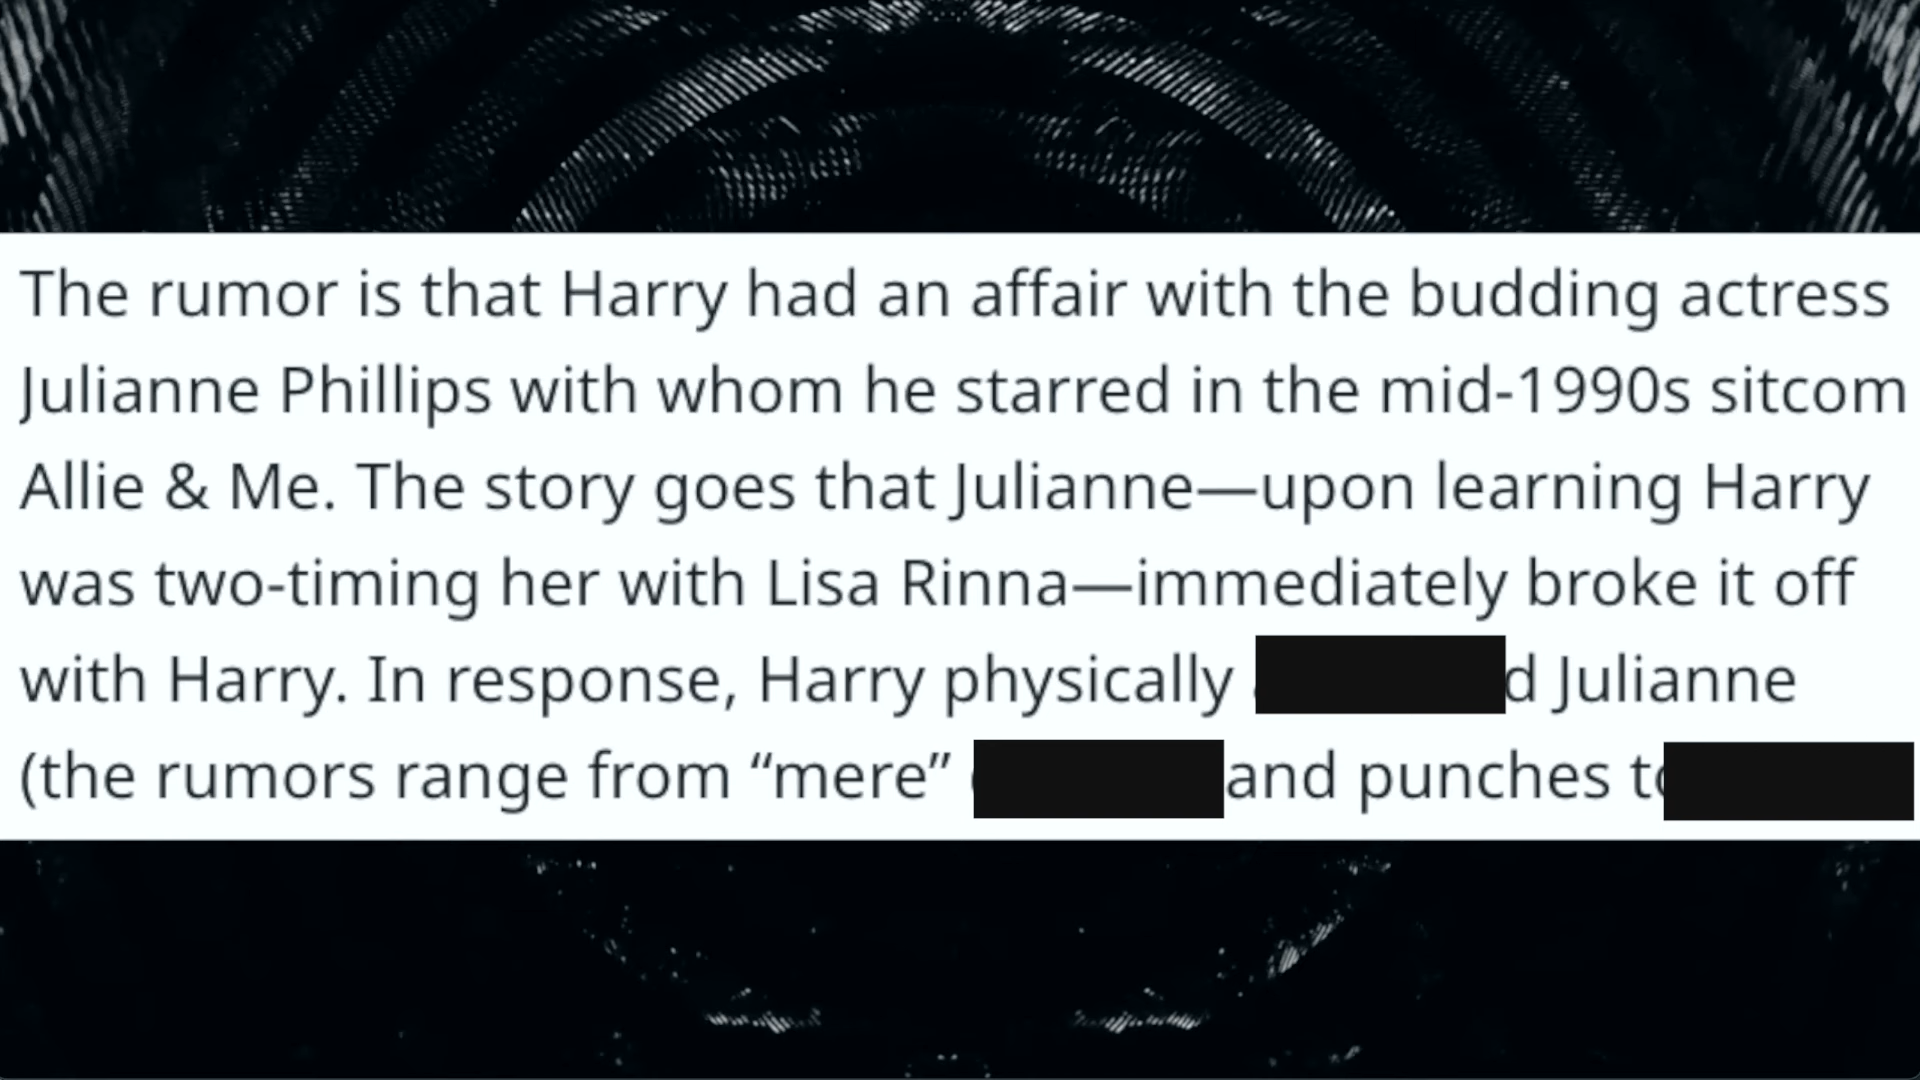 The rumor is that Harry had an affair with the budding actress
Julianne Phillips with whom he starred in the mid-1990s sitcom
Allie & Me. The story goes that Julianne—upon learning Harry
was two-timing her with Lisa Rinna—immediately broke it off
with Harry. In response, Harry physically d Julianne
(the rumors range from “mere” and punches to